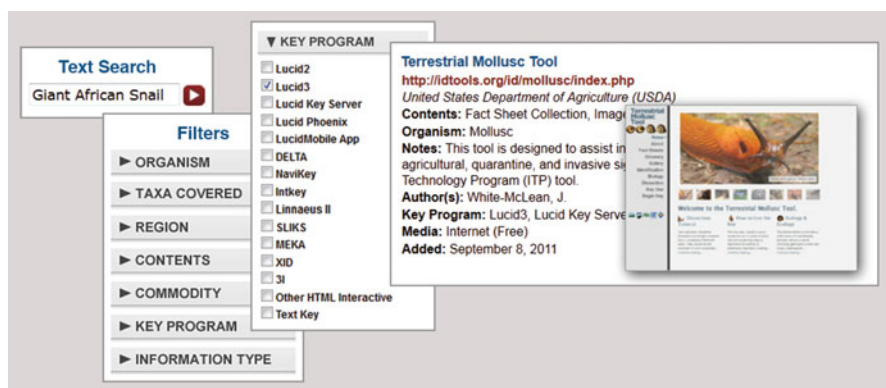 Text Search
Giant African Snail
Filters
ORGANISM
TAXA COVERED
REGION
CONTENTS
COMMODITY
KEY PROGRAM
INFORMATION TYPE
KEY PROGRAM
Lucid2
Lucid3
Lucid Key Server
Lucid Phoenix
LucidMobile App
DELTA
NaviKey
Intkey
Linnaeus II
SLIKS
MEKA
XID
3I
Other HTML Interactive
Text Key
Terrestrial Mollusc Tool
http://idtools.org/id/mollusc/index.php
United States Department of Agriculture (USDA)
Contents: Fact Sheet Collection,
Organism: Mollusc
Notes: This tool is designed to assist in
agricultural, quarantine, and invasive
Technology Program (ITP) tool.
Author(s): White-McLean, J.
Key Program: Lucid3, Lucid Key
Media: Internet (Free)
Added: September 8, 2011
Terrestrial
Mollusc
Tool
Welcome to the Terrestrial Mollusc Tool.